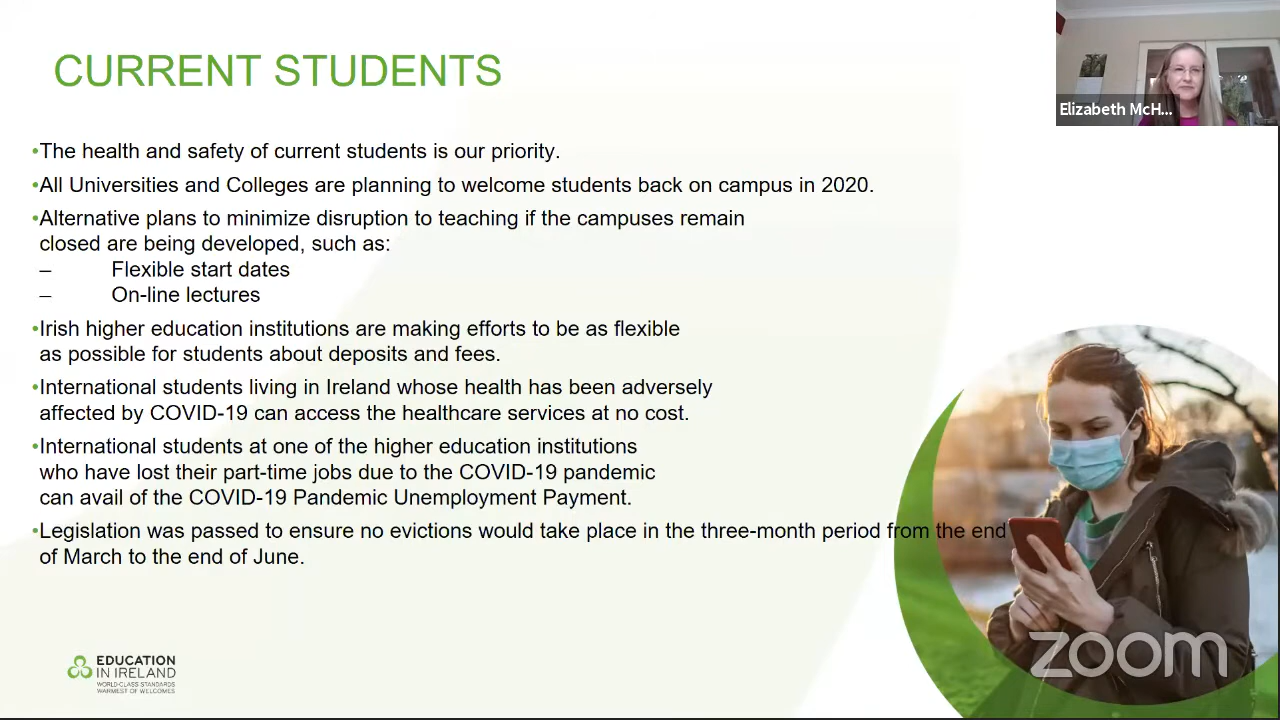 CURRENT STUDENTS
Elizabeth McH...
•The health and safety of current students is our priority.
•All Universities and Colleges are planning to welcome students back on campus in 2020.
•Alternative plans to minimize disruption to teaching if the campuses remain
closed are being developed, such as:
– Flexible start dates
– On-line lectures
•Irish higher education institutions are making efforts to be as flexible
as possible for students about deposits and fees.
•International students living in Ireland whose health has been adversely
affected by COVID-19 can access the healthcare services at no cost.
•International students at one of the higher education institutions
who have lost their part-time jobs due to the COVID-19 pandemic
can avail of the COVID-19 Pandemic Unemployment Payment.
•Legislation was passed to ensure no evictions would take place in the three-month period from the end
of March to the end of June.
EDUCATION
IN IRELAND
WORLD-CLASS STANDARDS
WARMEST OF WELCOMES
zoom